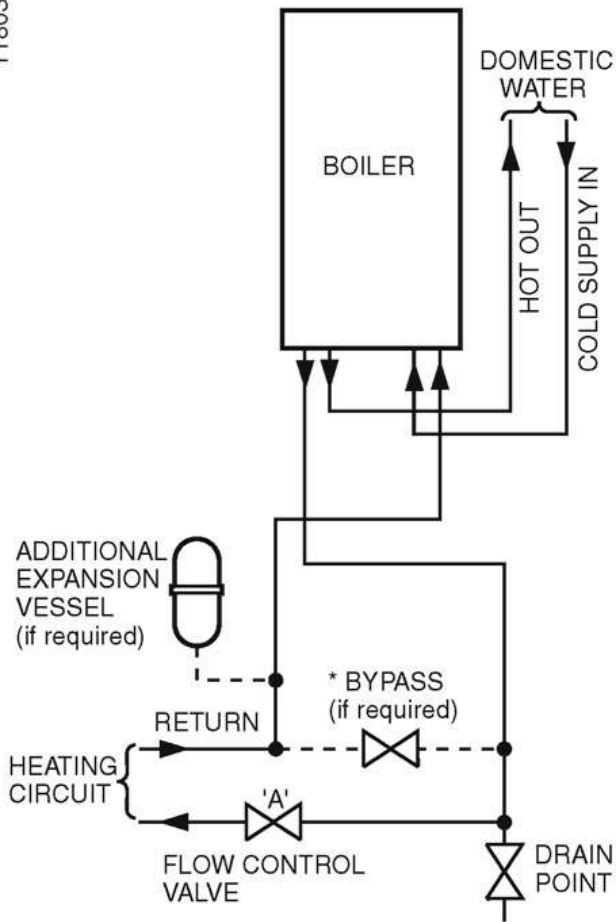 DOMESTIC
WATER
BOILER
HOT OUT
COLD SUPPLY IN
ADDITIONAL
EXPANSION
VESSEL
(if required)
* BYPASS
(if required)
RETURN
HEATING
CIRCUIT
'A'
FLOW CONTROL
VALVE
DRAIN
POINT